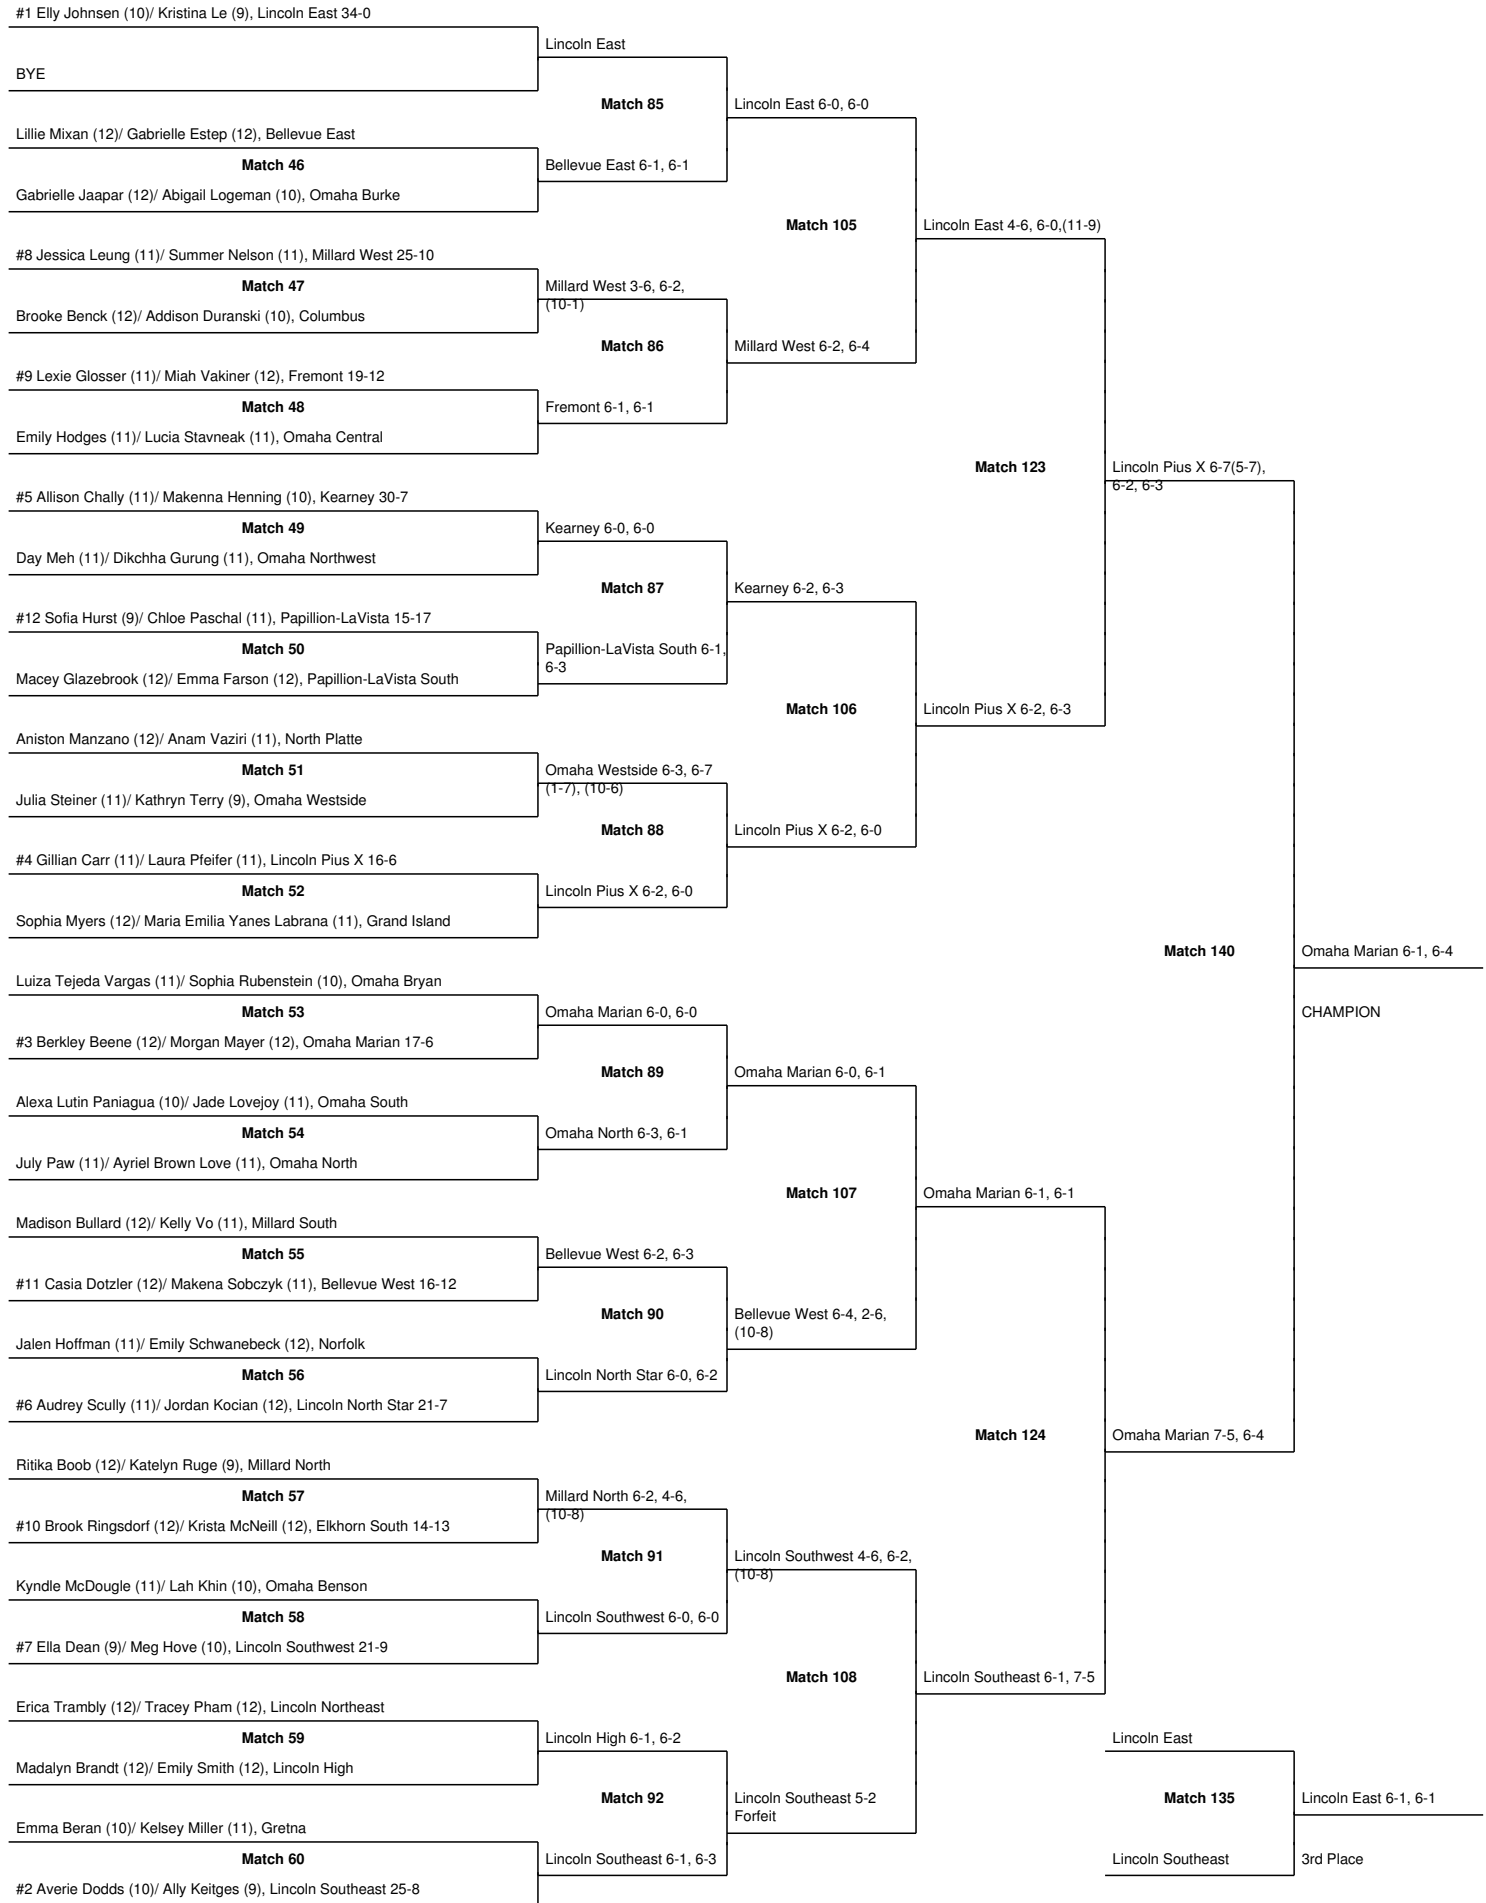 #1 Elly Johnsen (10)/ Kristina Le (9), Lincoln East 34-0
Lincoln East
BYE
Match 85
Lincoln East 6-0, 6-0
Lillie Mixan (12)/ Gabrielle Estep (12), Bellevue East
Match 46
Bellevue East 6-1, 6-1
Gabrielle Jaapar (12)/ Abigail Logeman (10), Omaha Burke
Match 105
Lincoln East 4-6, 6-0,(11-9)
#8 Jessica Leung (11)/ Summer Nelson (11), Millard West 25-10
Match 47
Millard West 3-6, 6-2,
(10-1)
Brooke Benck (12)/ Addison Duranski (10), Columbus
Match 86
Millard West 6-2, 6-4
#9 Lexie Glosser (11)/ Miah Vakiner (12), Fremont 19-12
Match 48
Fremont 6-1, 6-1
Emily Hodges (11)/ Lucia Stavneak (11), Omaha Central
Match 123
Lincoln Pius X 6-7(5-7),
6-2, 6-3
#5 Allison Chally (11)/ Makenna Henning (10), Kearney 30-7
Match 49
Kearney 6-0, 6-0
Day Meh (11)/ Dikchha Gurung (11), Omaha Northwest
Match 87
Kearney 6-2, 6-3
#12 Sofia Hurst (9)/ Chloe Paschal (11), Papillion-LaVista 15-17
Match 50
Papillion-LaVista South 6-1,
6-3
Macey Glazebrook (12)/ Emma Farson (12), Papillion-LaVista South
Match 106
Lincoln Pius X 6-2, 6-3
Aniston Manzano (12)/ Anam Vaziri (11), North Platte
Match 51
Omaha Westside 6-3, 6-7
(1-7), (10-6)
Julia Steiner (11)/ Kathryn Terry (9), Omaha Westside
Match 88
Lincoln Pius X 6-2, 6-0
#4 Gillian Carr (11)/ Laura Pfeifer (11), Lincoln Pius X 16-6
Match 52
Lincoln Pius X 6-2, 6-0
Sophia Myers (12)/ Maria Emilia Yanes Labrana (11), Grand Island
Match 140
Omaha Marian 6-1, 6-4
Luiza Tejeda Vargas (11)/ Sophia Rubenstein (10), Omaha Bryan
Match 53
Omaha Marian 6-0, 6-0
CHAMPION
#3 Berkley Beene (12)/ Morgan Mayer (12), Omaha Marian 17-6
Match 89
Omaha Marian 6-0, 6-1
Alexa Lutin Paniagua (10)/ Jade Lovejoy (11), Omaha South
Match 54
Omaha North 6-3, 6-1
July Paw (11)/ Ayriel Brown Love (11), Omaha North
Match 107
Omaha Marian 6-1, 6-1
Madison Bullard (12)/ Kelly Vo (11), Millard South
Match 55
Bellevue West 6-2, 6-3
#11 Casia Dotzler (12)/ Makena Sobczyk (11), Bellevue West 16-12
Match 90
Bellevue West 6-4, 2-6,
(10-8)
Jalen Hoffman (11)/ Emily Schwanebeck (12), Norfolk
Match 56
Lincoln North Star 6-0, 6-2
#6 Audrey Scully (11)/ Jordan Kocian (12), Lincoln North Star 21-7
Match 124
Omaha Marian 7-5, 6-4
Ritika Boob (12)/ Katelyn Ruge (9), Millard North
Match 57
Millard North 6-2, 4-6,
(10-8)
#10 Brook Ringsdorf (12)/ Krista McNeill (12), Elkhorn South 14-13
Match 91
Lincoln Southwest 4-6, 6-2,
(10-8)
Kyndle McDougle (11)/ Lah Khin (10), Omaha Benson
Match 58
Lincoln Southwest 6-0, 6-0
#7 Ella Dean (9)/ Meg Hove (10), Lincoln Southwest 21-9
Match 108
Lincoln Southeast 6-1, 7-5
Erica Trambly (12)/ Tracey Pham (12), Lincoln Northeast
Match 59
Lincoln High 6-1, 6-2
Lincoln East
Madalyn Brandt (12)/ Emily Smith (12), Lincoln High
Match 92
Lincoln Southeast 5-2
Forfeit
Match 135
Lincoln East 6-1, 6-1
Emma Beran (10)/ Kelsey Miller (11), Gretna
Match 60
Lincoln Southeast 6-1, 6-3
Lincoln Southeast
3rd Place
#2 Averie Dodds (10)/ Ally Keitges (9), Lincoln Southeast 25-8